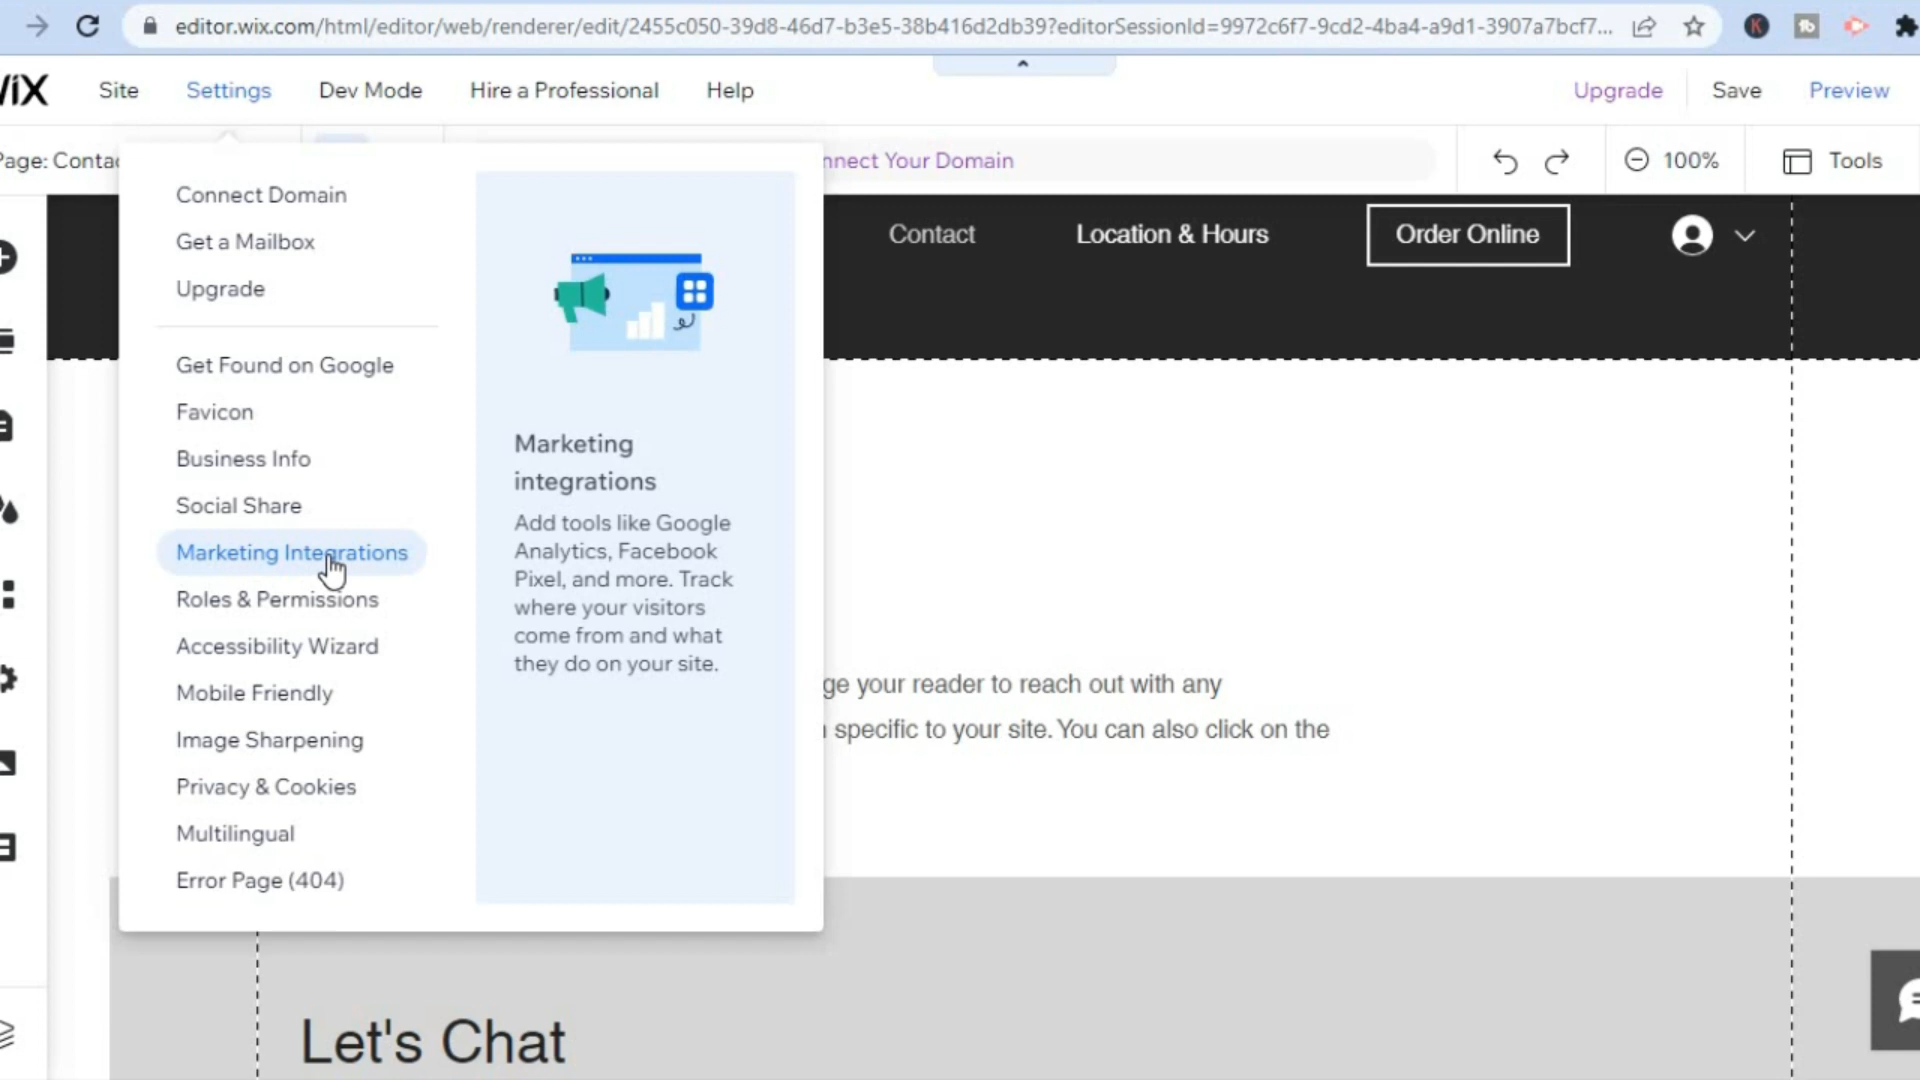 editor.wix.com/html/editor/web/renderer/edit/2455c050-39d8-46d7-b3e5-38b416d2db39?editorSessionId=9972c6f7-9cd2-4ba4-a9d1-3907a7bcf7...
K
tb
WiX
Site
Settings
Dev Mode
Hire a Professional
Help
Upgrade
Save
Preview
Page: Contac
nnect Your Domain
100%
Tools
Contact
Location & Hours
Order Online
Connect Domain
Get a Mailbox
Upgrade
Get Found on Google
Favicon
Business Info
Social Share
Marketing Integrations
Roles & Permissions
Accessibility Wizard
Mobile Friendly
Image Sharpening
Privacy & Cookies
Multilingual
Error Page (404)
Marketing
integrations
Add tools like Google
Analytics, Facebook
Pixel, and more. Track
where your visitors
come from and what
they do on your site.
ge your reader to reach out with any
specific to your site. You can also click on the
Let's Chat